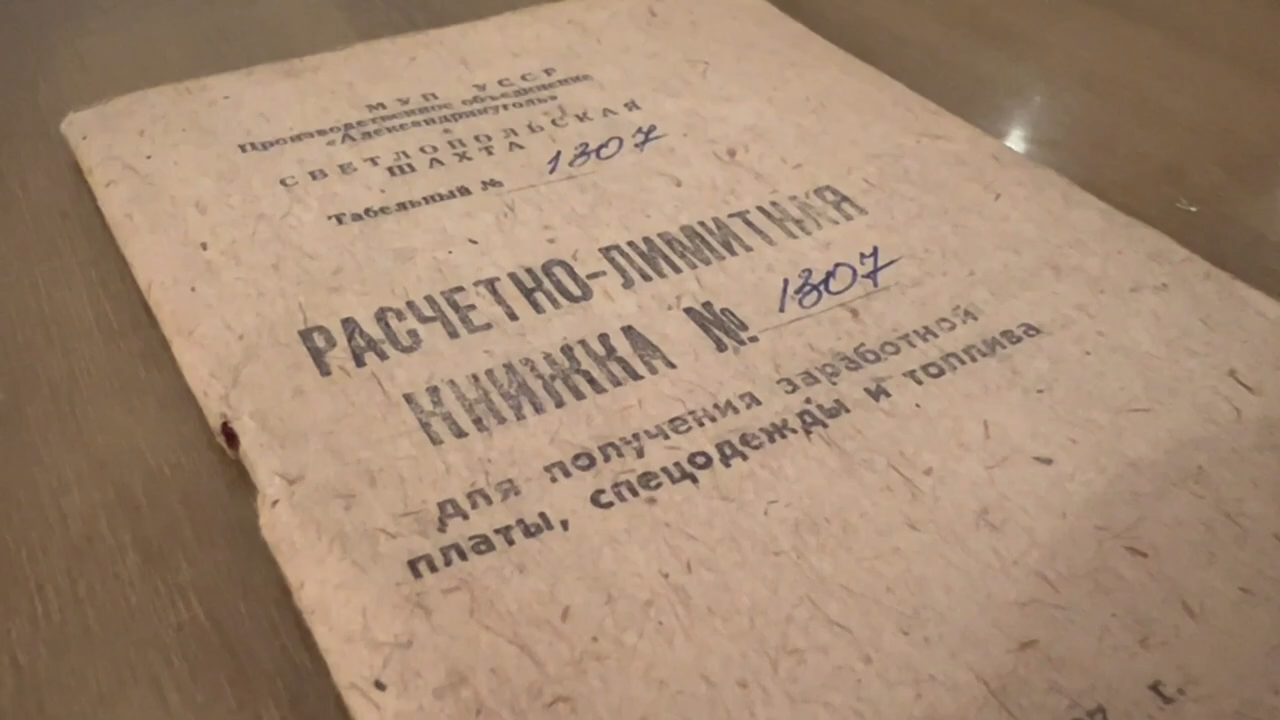 МУП УССР
Производственное объединение
«Александрияуголь»
СВЕТЛОПОЛЬСКАЯ
ШАХТА
Табельный № 1307
РАСЧЕТНО-ЛИМИТНАЯ
КНИЖКА № 1307
для получения заработной
платы, спецодежды и топлива
г.